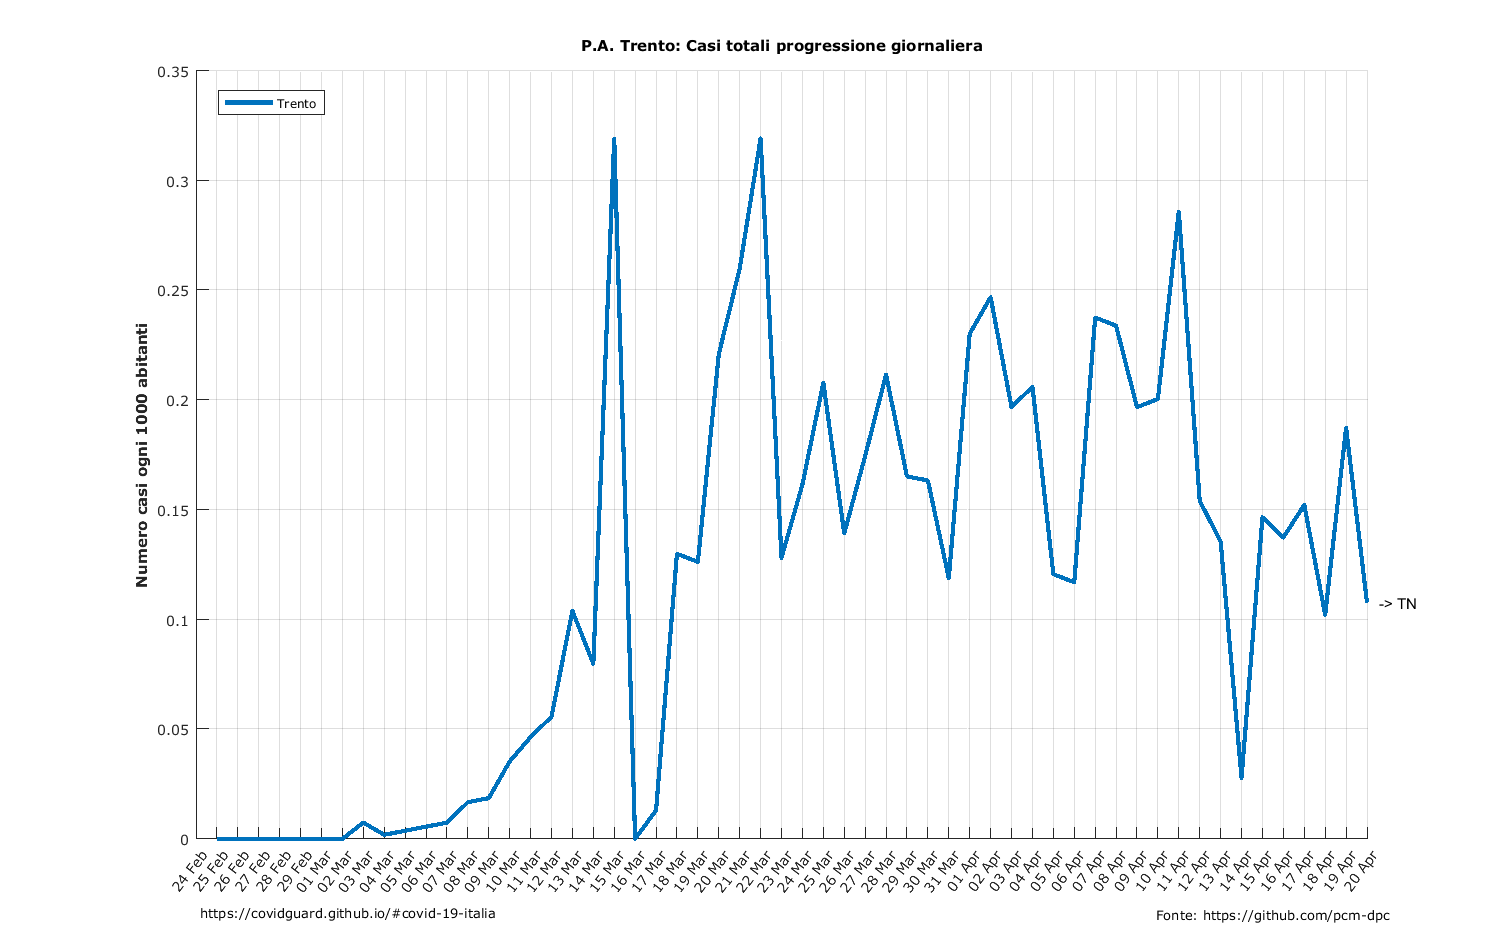 P.A. Trento: Casi totali progressione giornaliera
Trento
Numero casi ogni 1000 abitanti
0.35
0.3
0.25
0.2
0.15
0.1
0.05
0
-> TN
24 Feb
25 Feb
26 Feb
27 Feb
28 Feb
29 Feb
01 Mar
02 Mar
03 Mar
04 Mar
05 Mar
06 Mar
07 Mar
08 Mar
09 Mar
10 Mar
11 Mar
12 Mar
13 Mar
14 Mar
15 Mar
16 Mar
17 Mar
18 Mar
19 Mar
20 Mar
21 Mar
22 Mar
23 Mar
24 Mar
25 Mar
26 Mar
27 Mar
28 Mar
29 Mar
30 Mar
31 Mar
01 Apr
02 Apr
03 Apr
04 Apr
05 Apr
06 Apr
07 Apr
08 Apr
09 Apr
10 Apr
11 Apr
12 Apr
13 Apr
14 Apr
15 Apr
16 Apr
17 Apr
18 Apr
19 Apr
20 Apr
https://covidguard.github.io/#covid-19-italia
Fonte: https://github.com/pcm-dpc